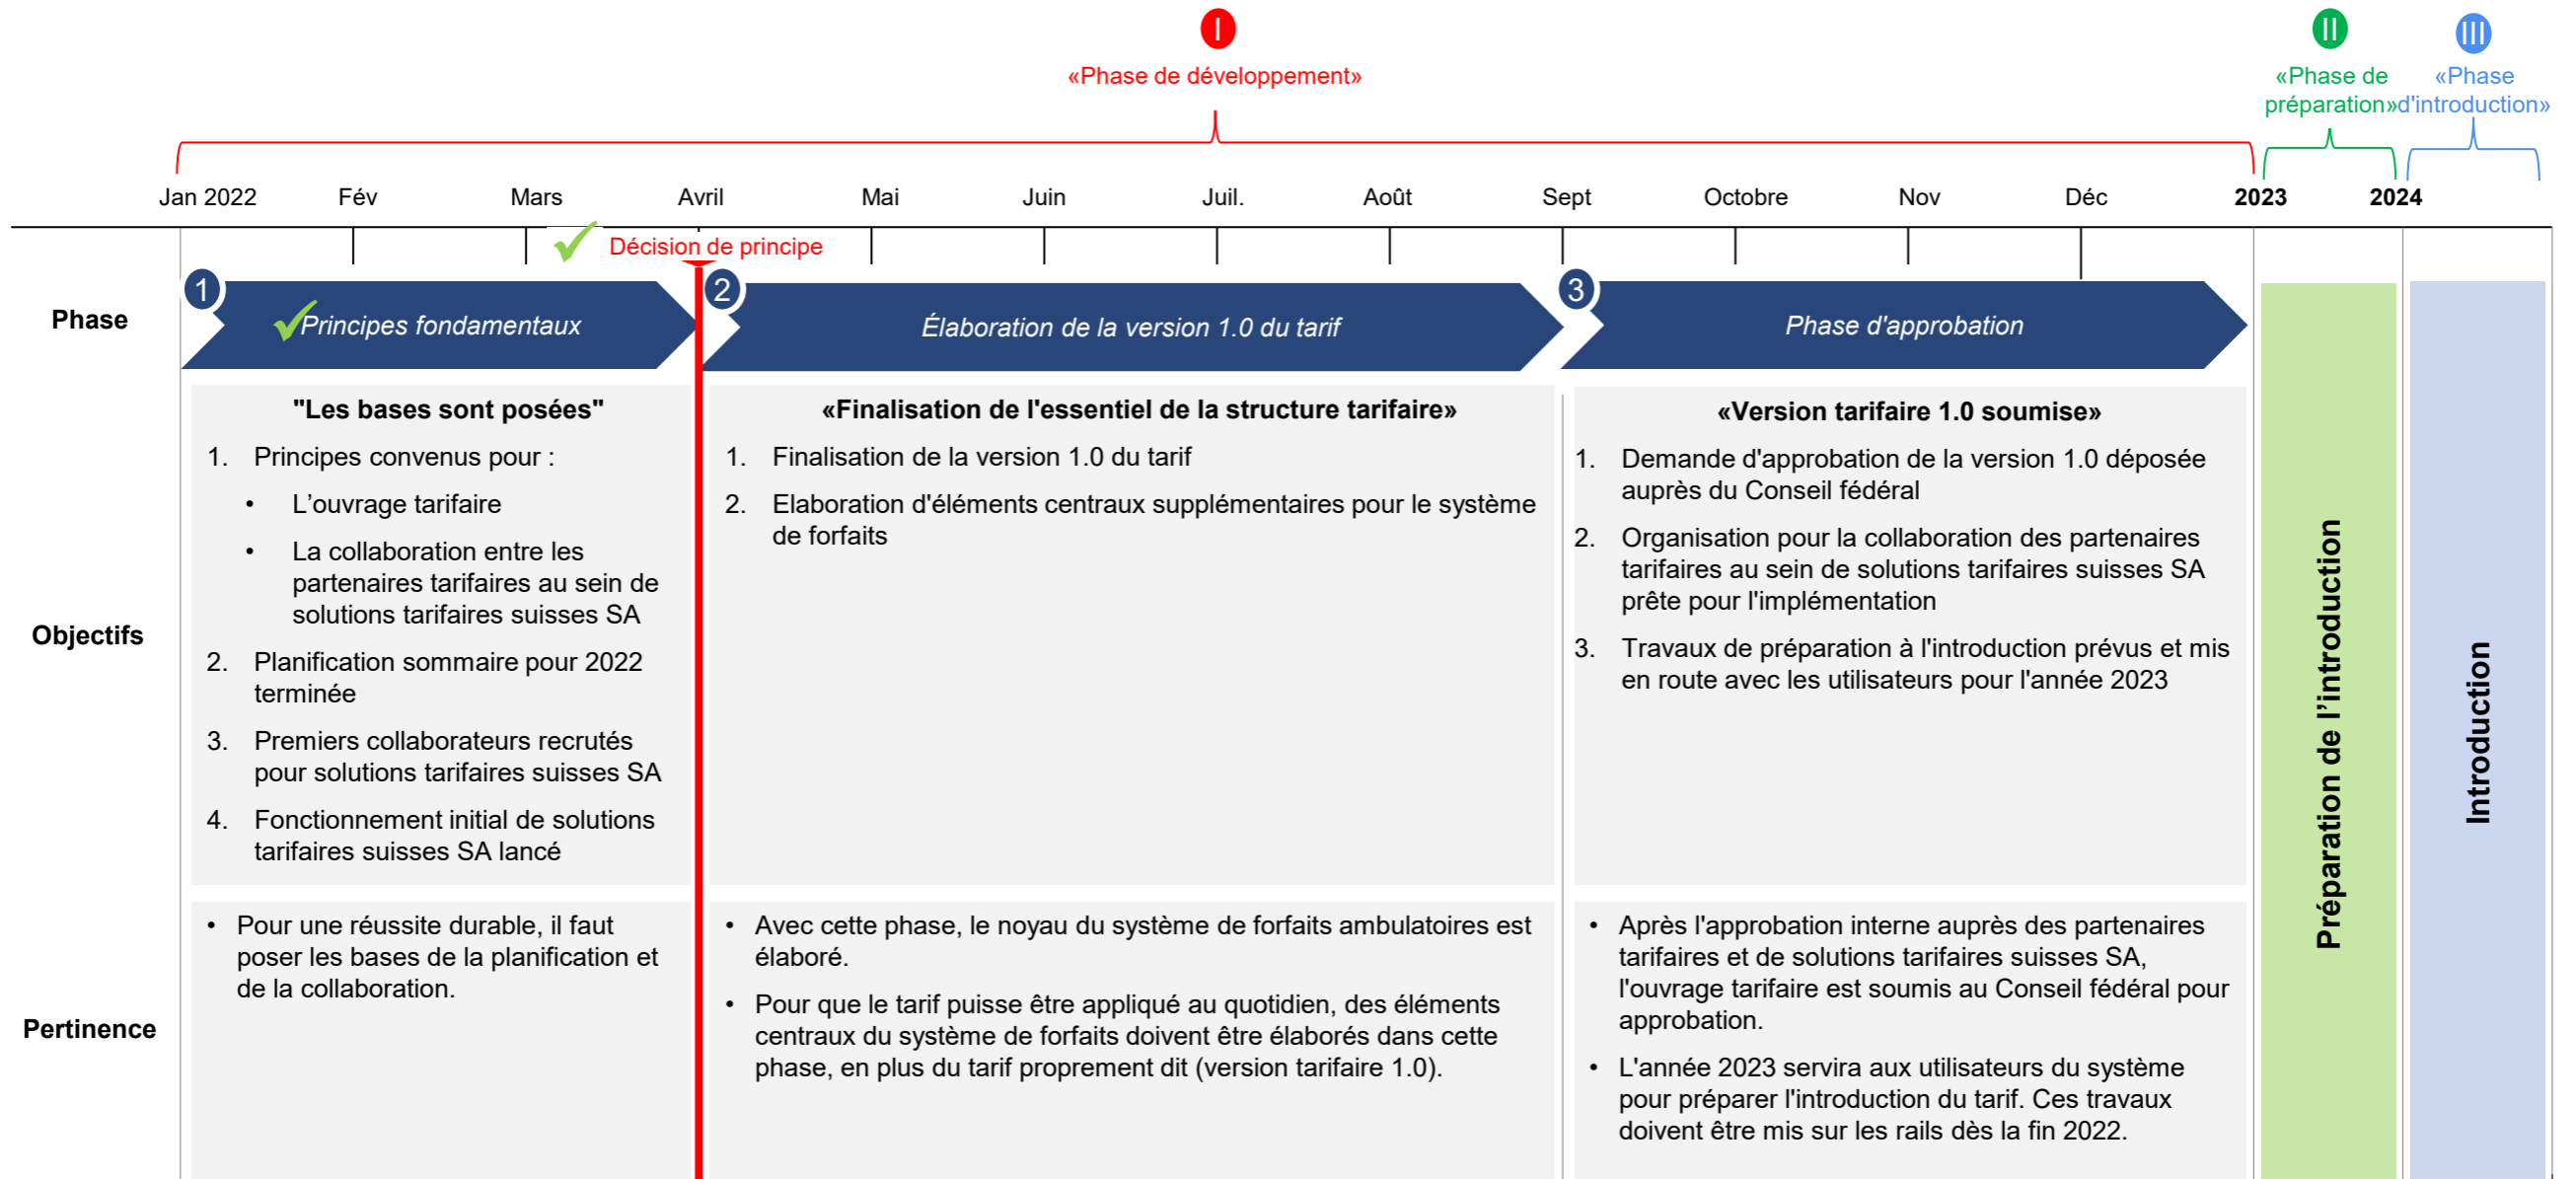 I
II
III
«Phase de développement»
«Phase de
préparation»
«Phase
d'introduction»
Jan 2022 Fév Mars Avril Mai Juin Juil. Août Sept Octobre Nov Déc 2023 2024
Décision de principe
Phase
1
Principes fondamentaux
2
Élaboration de la version 1.0 du tarif
3
Phase d'approbation
Objectifs
"Les bases sont posées"
1. Principes convenus pour :
• L’ouvrage tarifaire
• La collaboration entre les
partenaires tarifaires au sein de
solutions tarifaires suisses SA
2. Planification sommaire pour 2022
terminée
3. Premiers collaborateurs recrutés
pour solutions tarifaires suisses SA
4. Fonctionnement initial de solutions
tarifaires suisses SA lancé
«Finalisation de l'essentiel de la structure tarifaire»
1. Finalisation de la version 1.0 du tarif
2. Elaboration d'éléments centraux supplémentaires pour le système
de forfaits
«Version tarifaire 1.0 soumise»
1. Demande d'approbation de la version 1.0 déposée
auprès du Conseil fédéral
2. Organisation pour la collaboration des partenaires
tarifaires au sein de solutions tarifaires suisses SA
prête pour l'implémentation
3. Travaux de préparation à l'introduction prévus et mis
en route avec les utilisateurs pour l'année 2023
Pertinence
• Pour une réussite durable, il faut
poser les bases de la planification et
de la collaboration.
• Avec cette phase, le noyau du système de forfaits ambulatoires est
élaboré.
• Pour que le tarif puisse être appliqué au quotidien, des éléments
centraux du système de forfaits doivent être élaborés dans cette
phase, en plus du tarif proprement dit (version tarifaire 1.0).
• Après l'approbation interne auprès des partenaires
tarifaires et de solutions tarifaires suisses SA,
l'ouvrage tarifaire est soumis au Conseil fédéral pour
approbation.
• L'année 2023 servira aux utilisateurs du système
pour préparer l'introduction du tarif. Ces travaux
doivent être mis sur les rails dès la fin 2022.
Préparation de l’introduction
Introduction